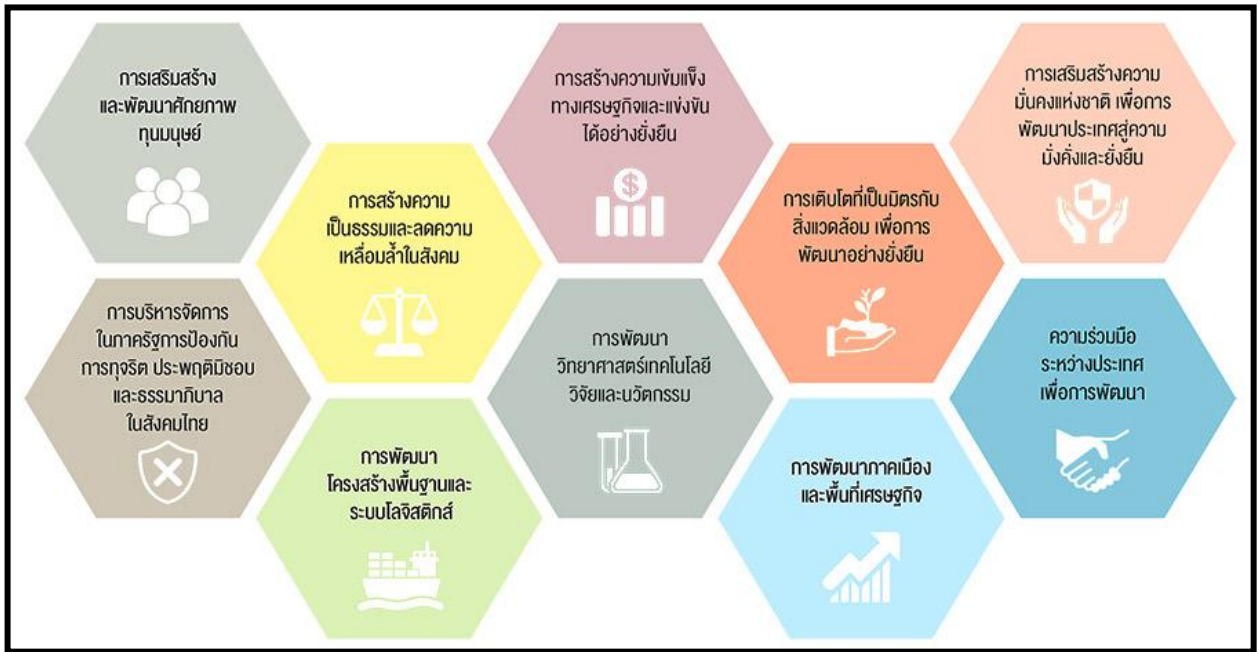 การเสริมสร้าง
และพัฒนาศักยภาพ
ทุนมนุษย์
การสร้างความเข้มแข็ง
ทางเศรษฐกิจและแข่งขัน
ได้อย่างยั่งยืน
$
การเสริมสร้างความ
มั่นคงแห่งชาติ เพื่อการ
พัฒนาประเทศสู่ความ
มั่งคั่งและยั่งยืน
การสร้างความ
เป็นธรรมและลดความ
เหลื่อมล้ำในสังคม
การเติบโตที่เป็นมิตรกับ
สิ่งแวดล้อม เพื่อการ
พัฒนาอย่างยั่งยืน
การบริหารจัดการ
ในภาครัฐการป้องกัน
การทุจริต ประพฤติมิชอบ
และธรรมาภิบาล
ในสังคมไทย
การพัฒนา
วิทยาศาสตร์เทคโนโลยี
วิจัยและนวัตกรรม
ความร่วมมือ
ระหว่างประเทศ
เพื่อการพัฒนา
การพัฒนา
โครงสร้างพื้นฐานและ
ระบบโลจิสติกส์
การพัฒนาภาคเมือง
และพื้นที่เศรษฐกิจ